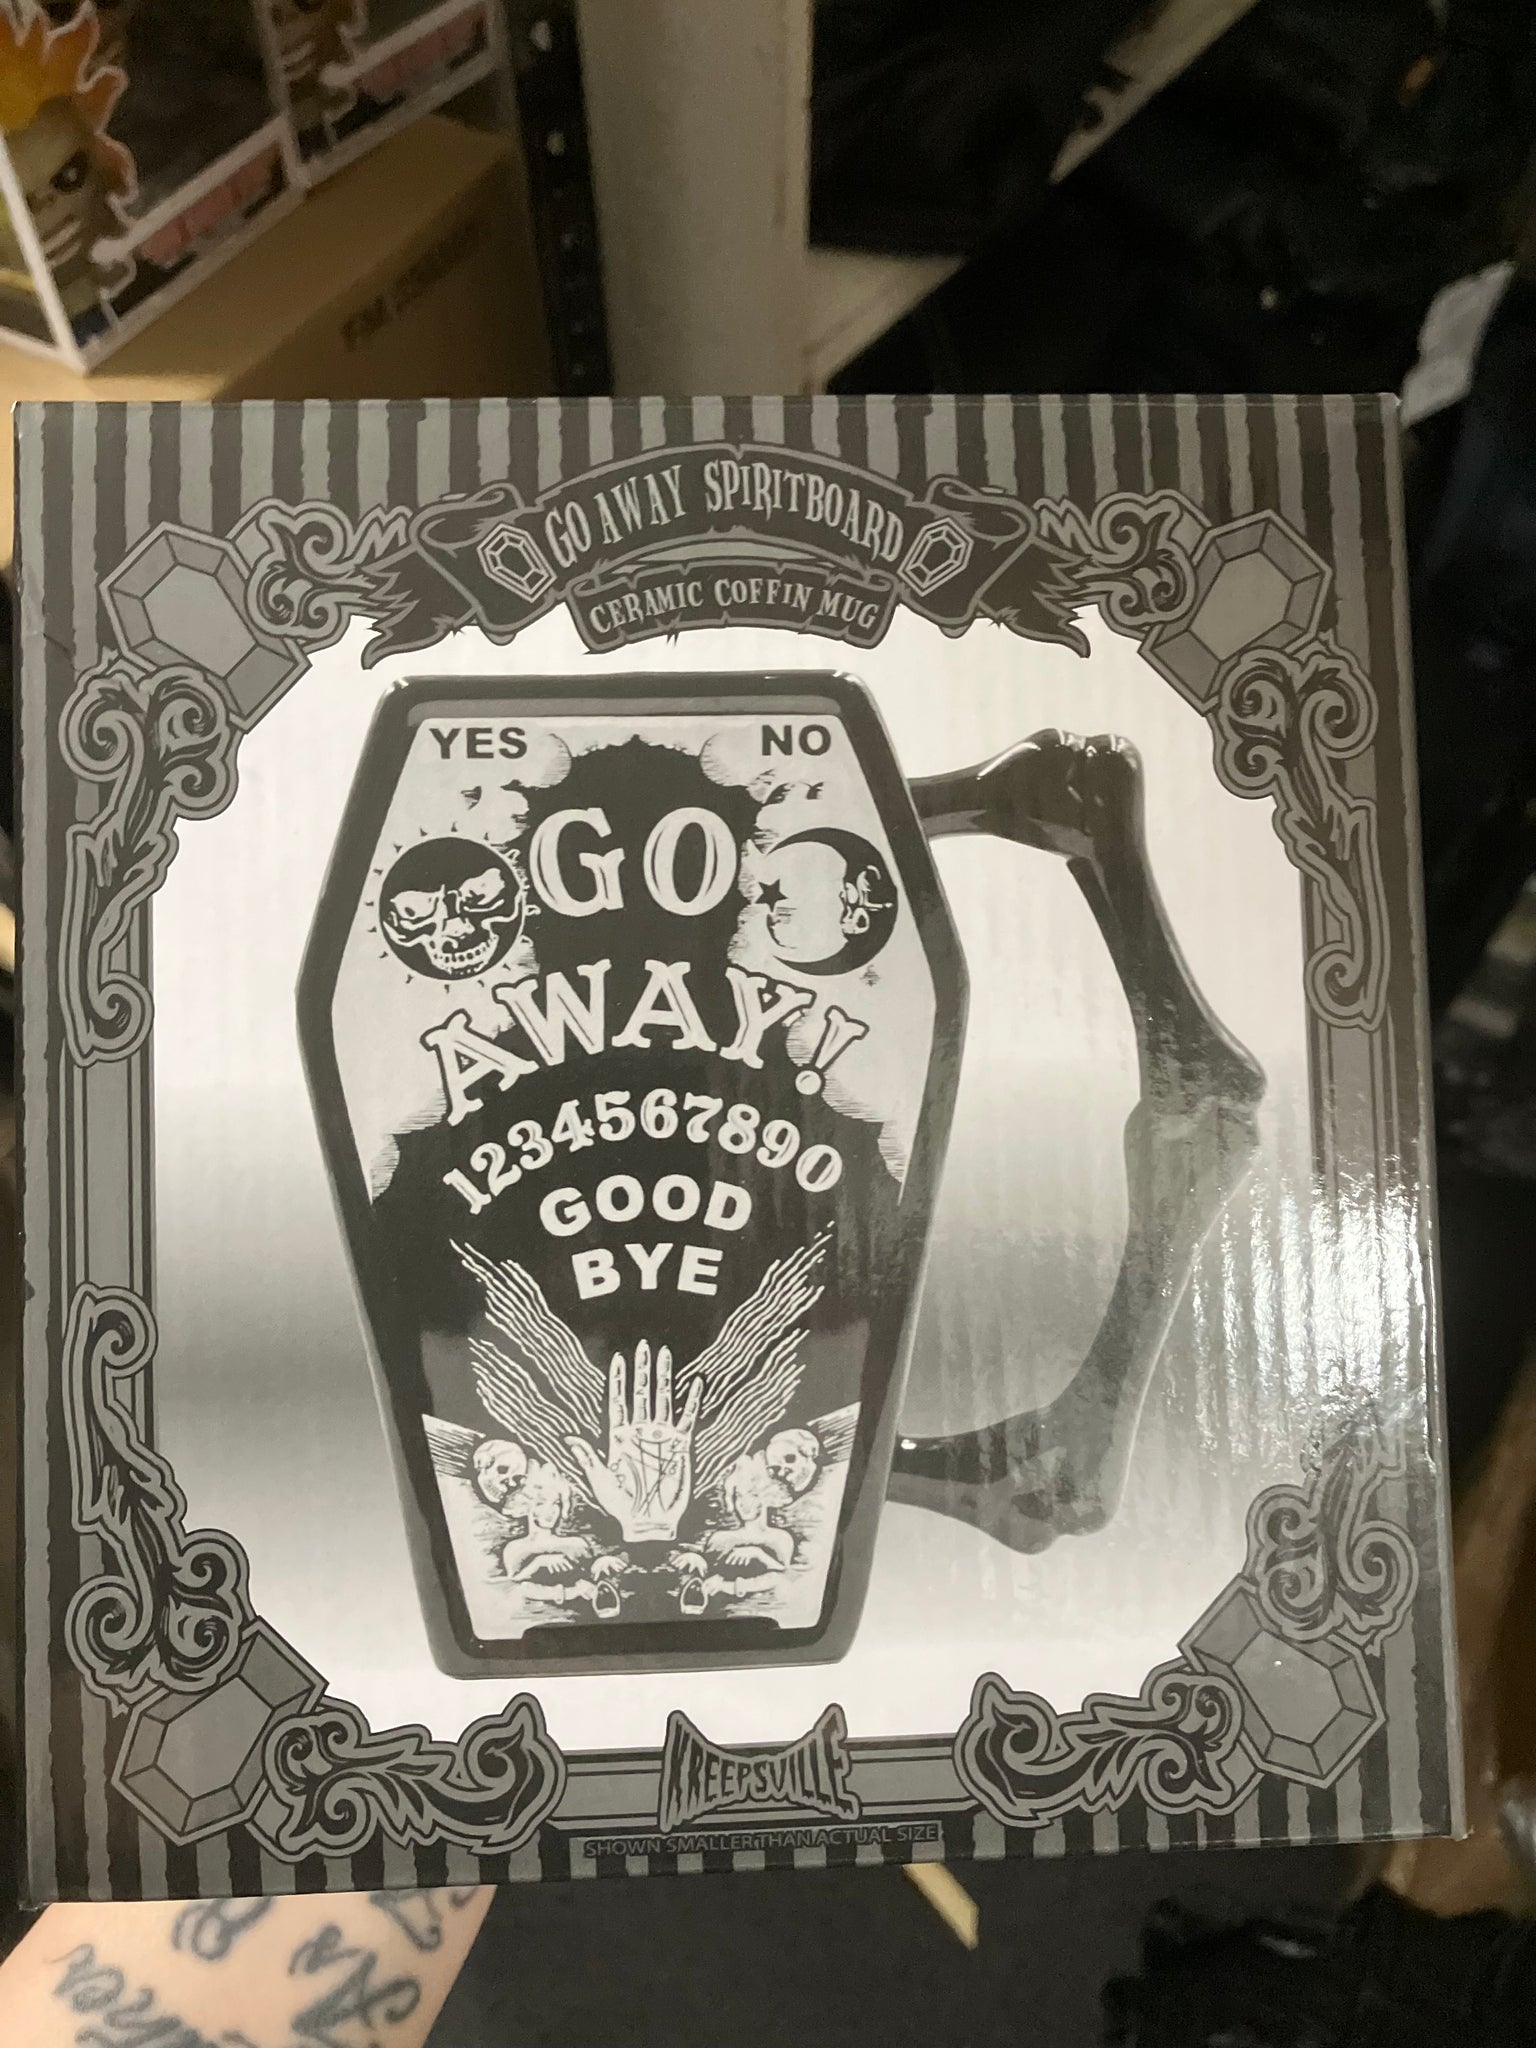 GO AWAY SPIRITBOARD
CERAMIC COFFIN MUG
YES NO
GO
AWAY!
1234567890
GOOD
BYE
KREEPSVILLE
SHOWN SMALLER THAN ACTUAL SIZE